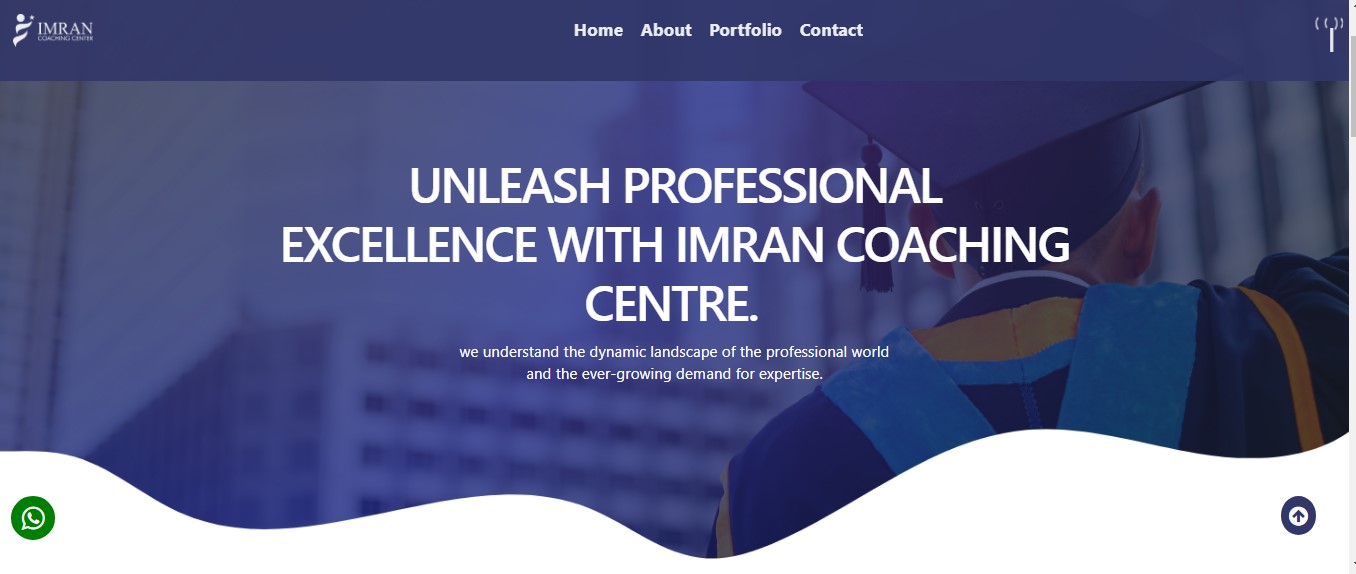 IMRAN
COACHING CENTER
Home About Portfolio Contact
UNLEASH PROFESSIONAL
EXCELLENCE WITH IMRAN COACHING
CENTRE.
we understand the dynamic landscape of the professional world
and the ever-growing demand for expertise.